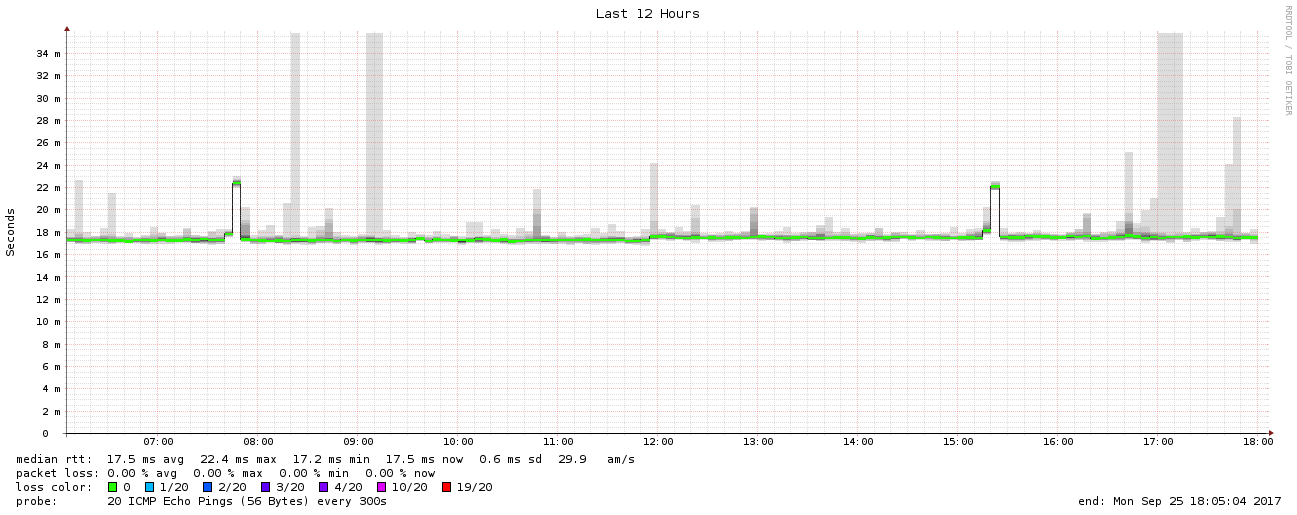 Last 12 Hours
RRDTOOL / TOBI OETIKER
Seconds
34 m
32 m
30 m
28 m
26 m
24 m
22 m
20 m
18 m
16 m
14 m
12 m
10 m
8 m
6 m
4 m
2 m
0
07:00 08:00 09:00 10:00 11:00 12:00 13:00 14:00 15:00 16:00 17:00 18:00
median rtt: 17.5 ms avg 22.4 ms max 17.2 ms min 17.5 ms now 0.6 ms sd 29.9 am/s
packet loss: 0.00 % avg 0.00 % max 0.00 % min 0.00 % now
loss color: 0 1/20 2/20 3/20 4/20 10/20 19/20
probe: 20 ICMP Echo Pings (56 Bytes) every 300s end: Mon Sep 25 18:05:04 2017